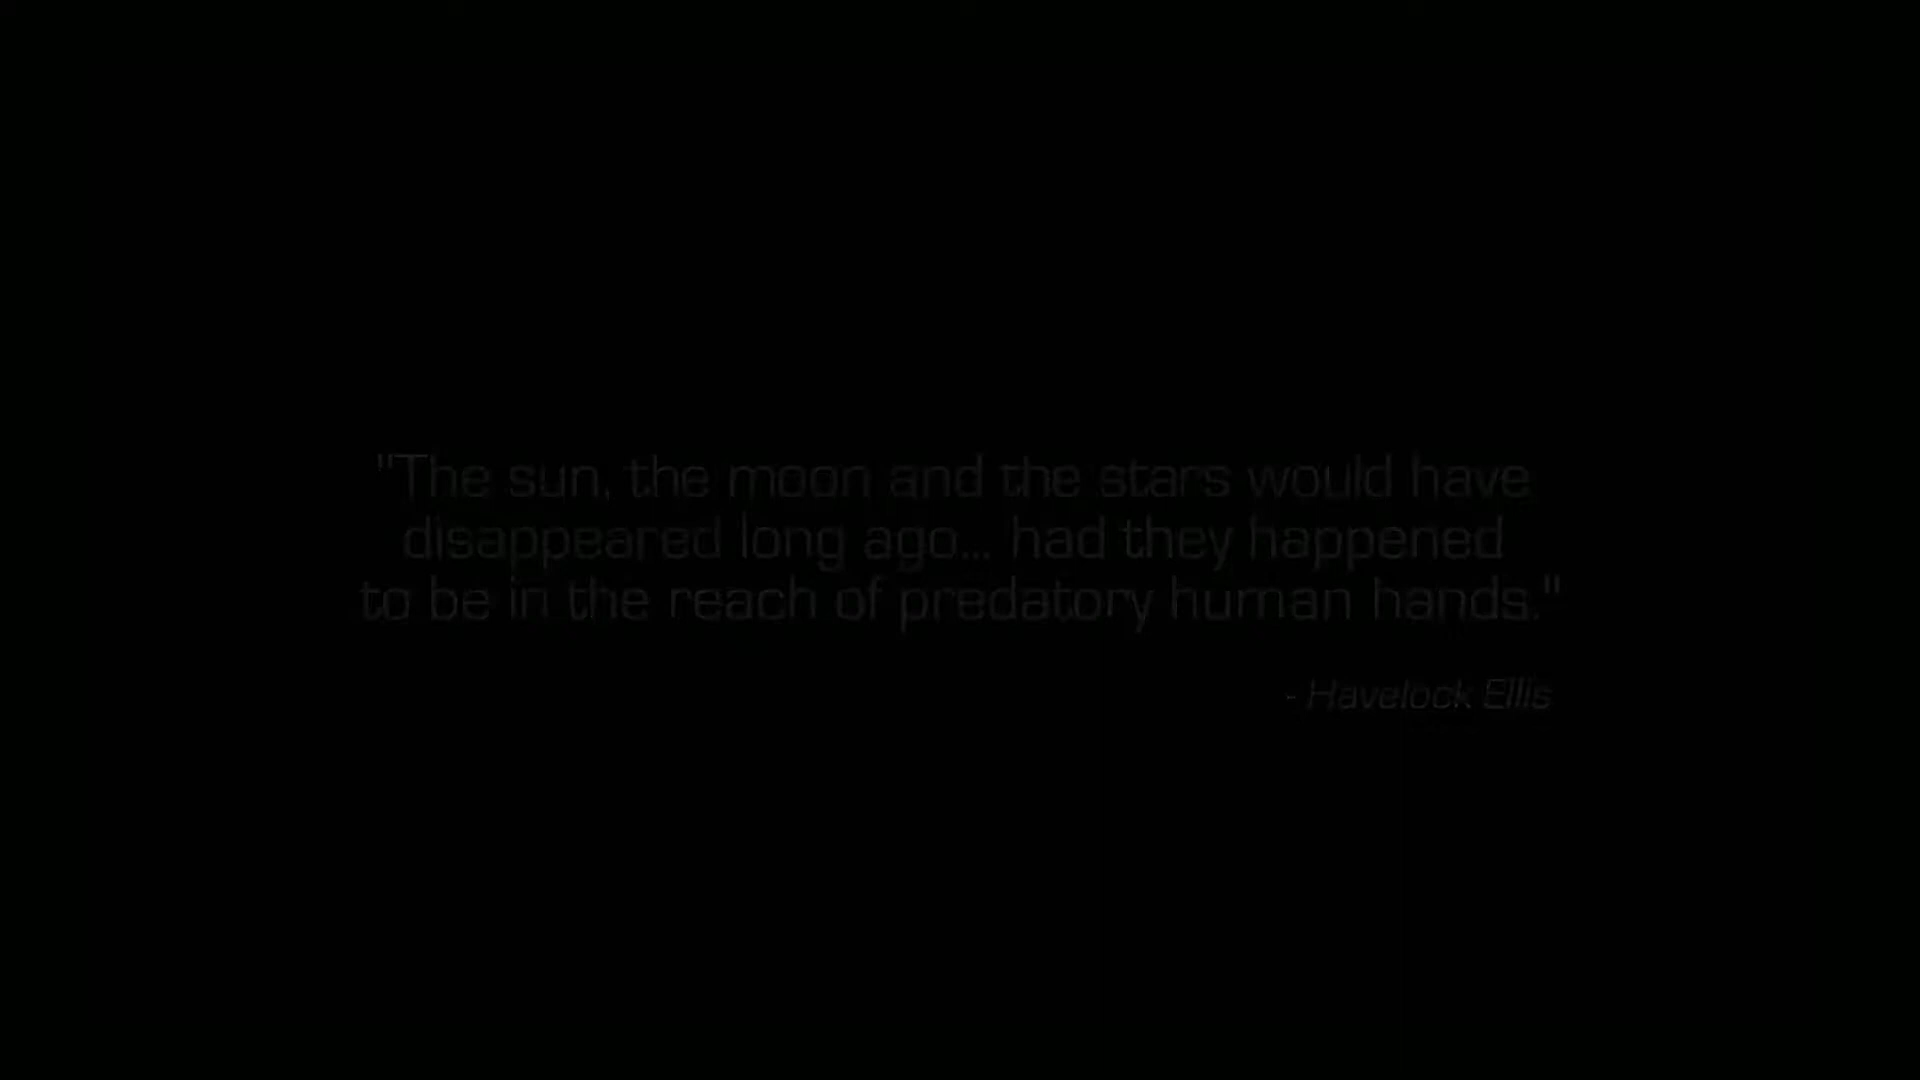 "The sun, the moon and the stars would have
disappeared long ago... had they happened
to be in the reach of predatory human hands."
- Havelock Ellis